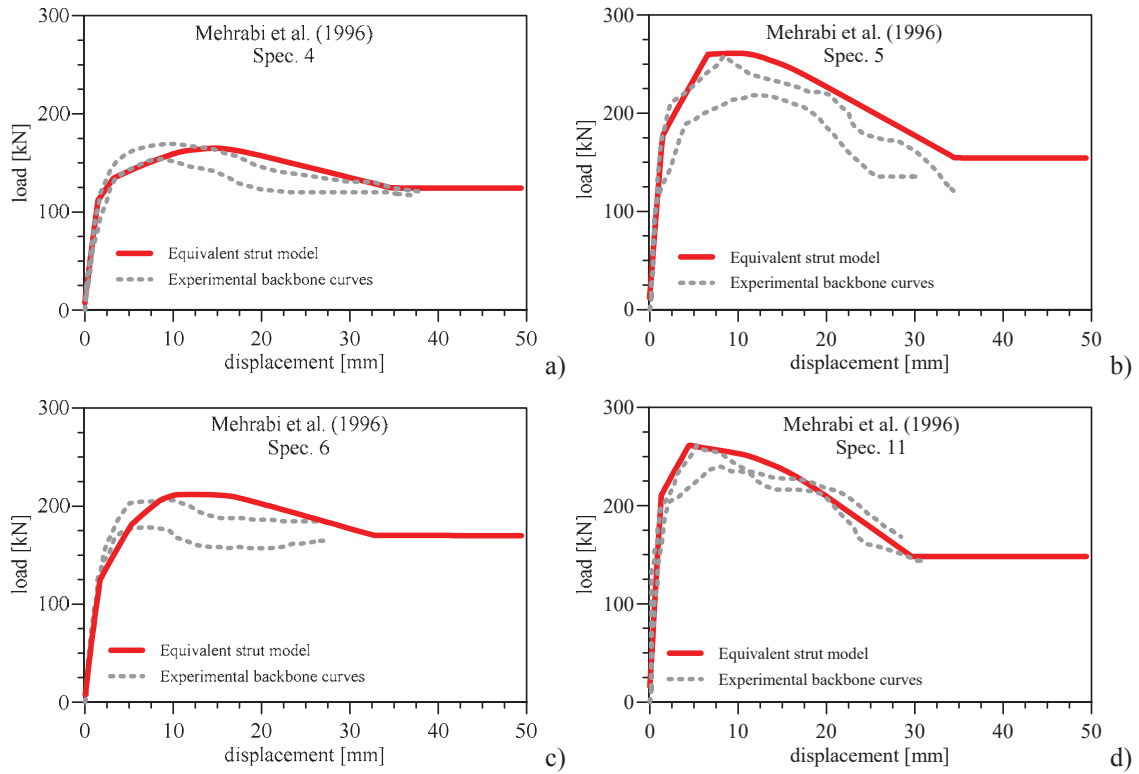 Mehrabi et al. (1996)
Spec. 4
300
200
100
0
load [kN]
Equivalent strut model
Experimental backbone curves
0 10 20 30 40 50
displacement [mm]
a)
Mehrabi et al. (1996)
Spec. 5
300
200
100
0
load [kN]
Equivalent strut model
Experimental backbone curves
0 10 20 30 40 50
displacement [mm]
b)
Mehrabi et al. (1996)
Spec. 6
300
200
100
0
load [kN]
Equivalent strut model
Experimental backbone curves
0 10 20 30 40 50
displacement [mm]
c)
Mehrabi et al. (1996)
Spec. 11
300
200
100
0
load [kN]
Equivalent strut model
Experimental backbone curves
0 10 20 30 40 50
displacement [mm]
d)